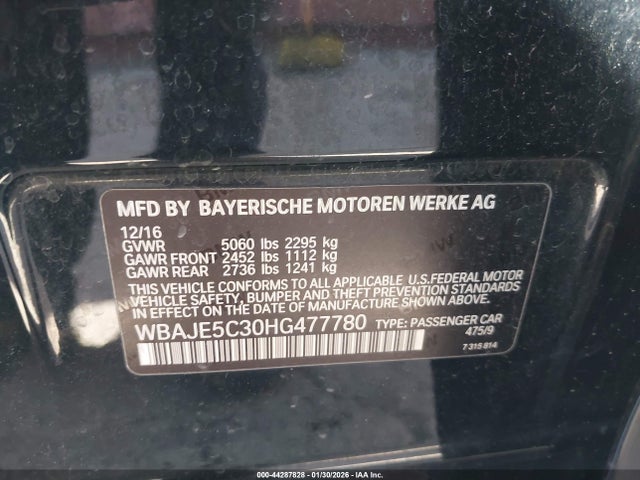 MFD BY BAYERISCHE MOTOREN WERKE AG
12/16
GVWR 5060 lbs 2295 kg
GAWR FRONT 2452 lbs 1112 kg
GAWR REAR 2736 lbs 1241 kg
THIS VEHICLE CONFORMS TO ALL APPLICABLE U.S.FEDERAL MOTOR
VEHICLE SAFETY, BUMPER AND THEFT PREVENTION STANDARDS
IN EFFECT ON THE DATE OF MANUFACTURE SHOWN ABOVE.
WBAJE5C30HG477780 TYPE: PASSENGER CAR
475/9
7 315 814
000-44287828 - 01/30/2026 - IAA Inc.